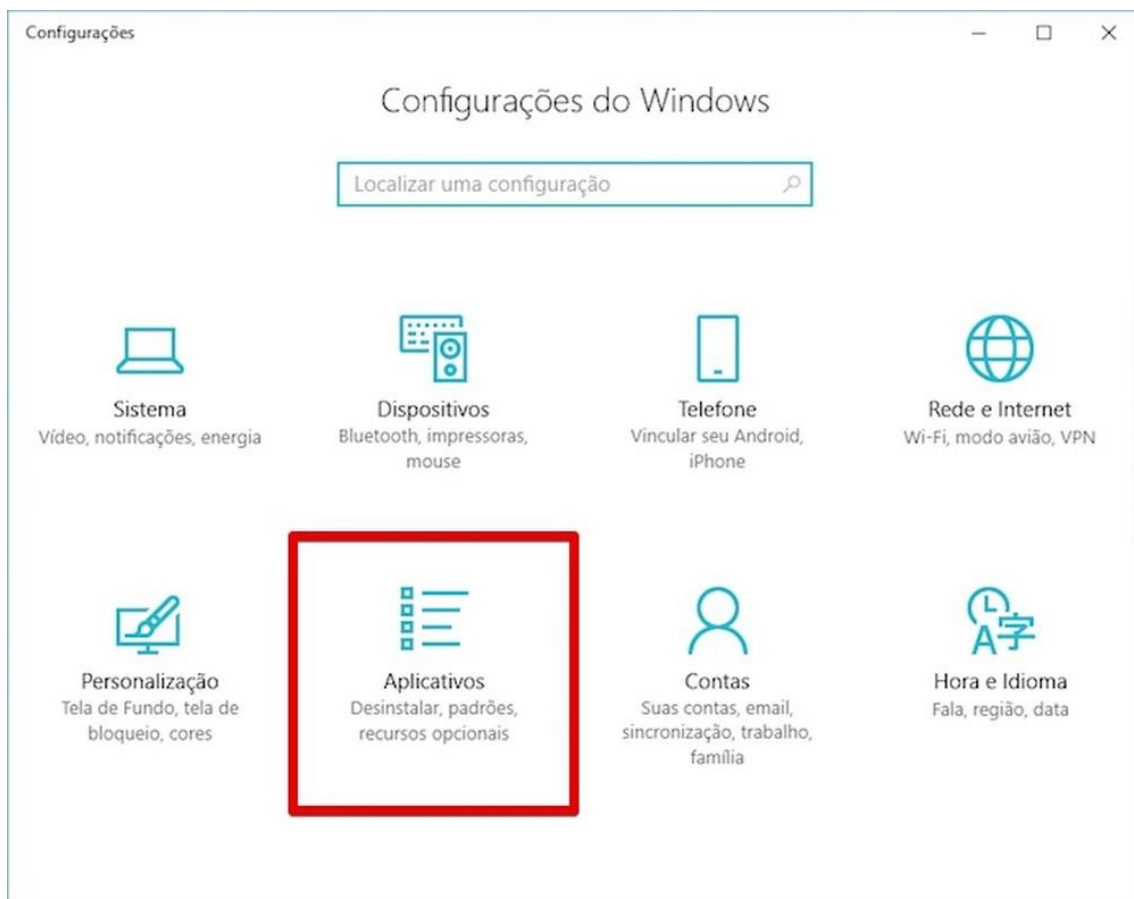 Configurações
Configurações do Windows
Localizar uma configuração
Sistema
Vídeo, notificações, energia
Dispositivos
Bluetooth, impressoras,
mouse
Telefone
Vincular seu Android,
iPhone
Rede e Internet
Wi-Fi, modo avião, VPN
Personalização
Tela de Fundo, tela de
bloqueio, cores
Aplicativos
Desinstalar, padrões,
recursos opcionais
Contas
Suas contas, email,
sincronização, trabalho,
família
A字
Hora e Idioma
Fala, região, data